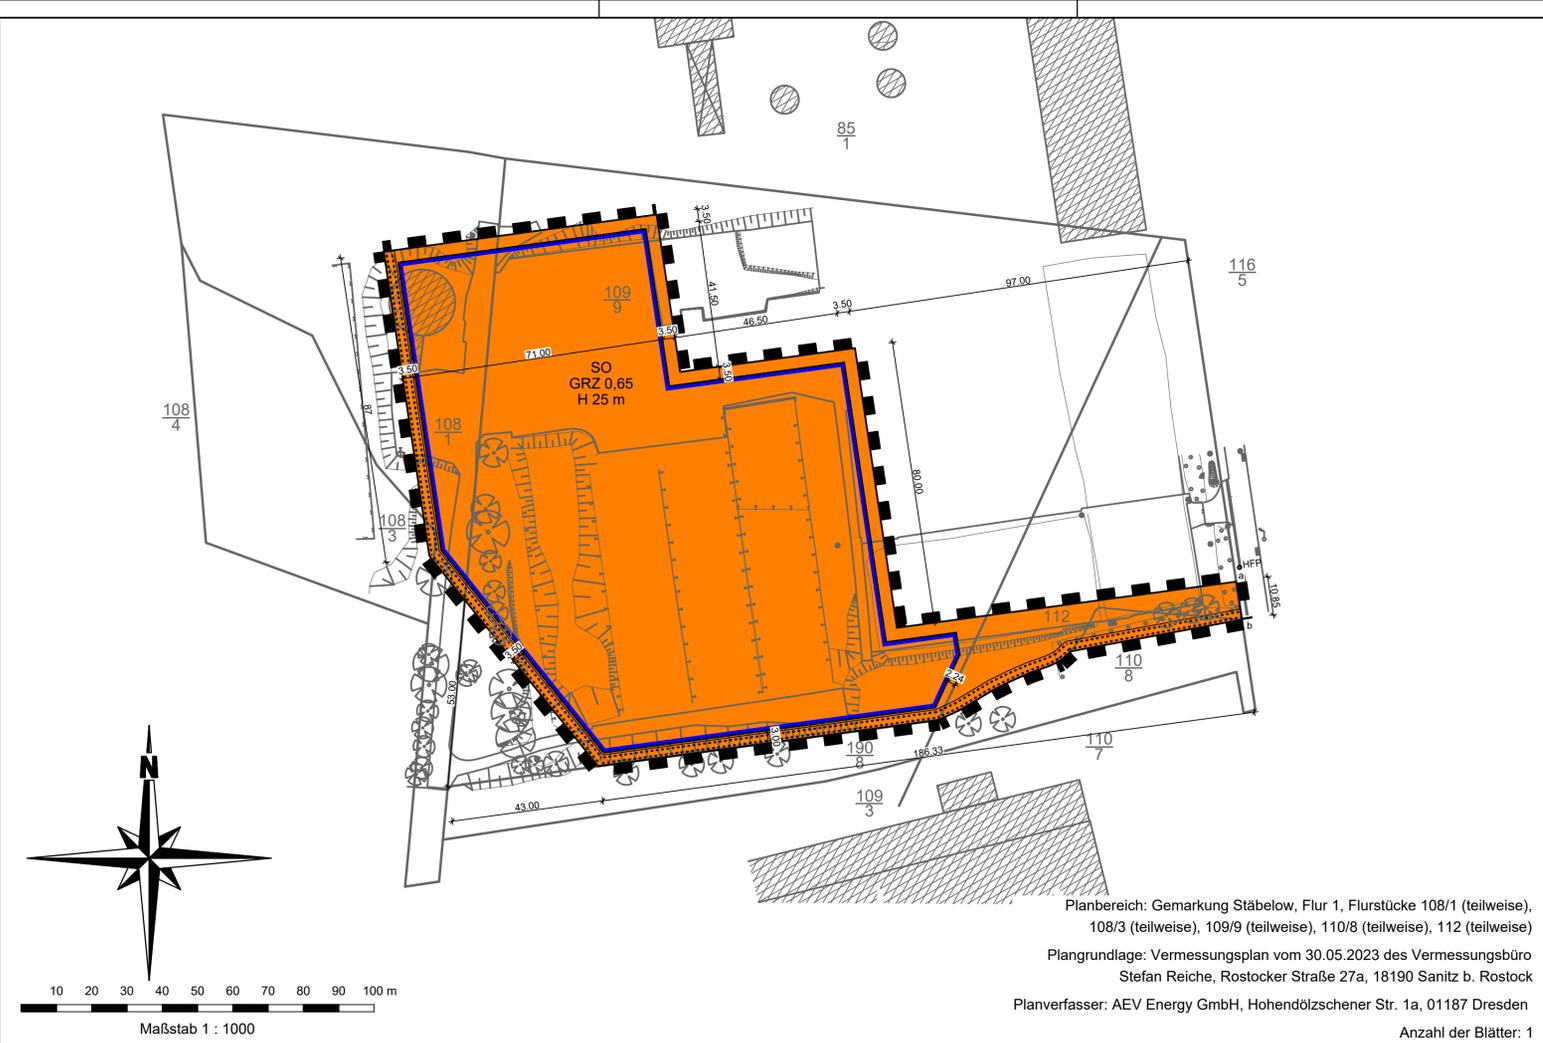 85
1
116
5
3.50
97.00
109
9
41.50
3.50
46.50
3.50
71.00
3.50
3.50
SO
GRZ 0,65
H 25 m
108
4
87
108
1
80.00
108
3
HFP
a
10.85
b
112
110
8
3.50
2.24
53.00
3.00
190
8
186.33
110
7
109
3
43.00
N
10 20 30 40 50 60 70 80 90 100 m
Maßstab 1 : 1000
Planbereich: Gemarkung Stäbelow, Flur 1, Flurstücke 108/1 (teilweise),
108/3 (teilweise), 109/9 (teilweise), 110/8 (teilweise), 112 (teilweise)
Plangrundlage: Vermessungsplan vom 30.05.2023 des Vermessungsbüro
Stefan Reiche, Rostocker Straße 27a, 18190 Sanitz b. Rostock
Planverfasser: AEV Energy GmbH, Hohendölzschener Str. 1a, 01187 Dresden
Anzahl der Blätter: 1